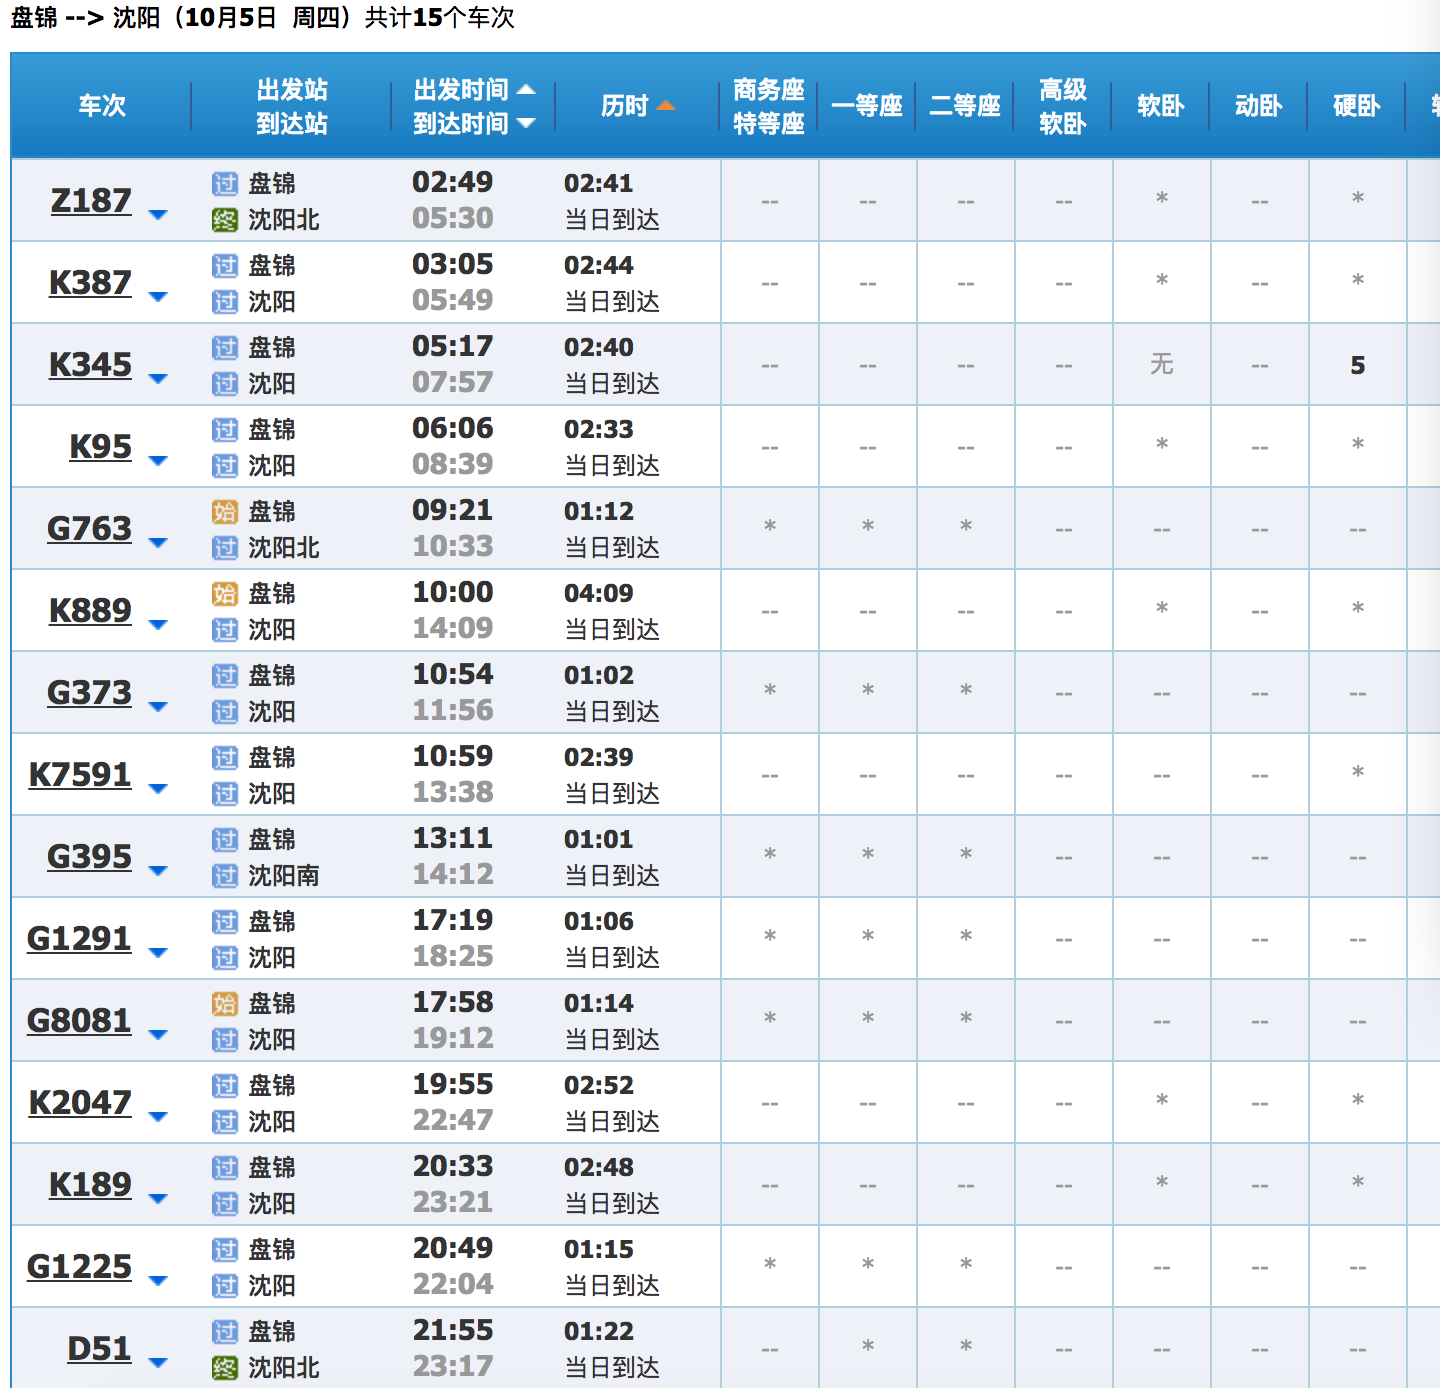 盘锦 --> 沈阳（10月5日 周四）共计15个车次
车次 出发站 到达站 出发时间 到达时间 历时 商务座 特等座 一等座 二等座 高级 软卧 软卧 动卧 硬卧
Z187 过 盘锦 02:49 02:41 -- -- -- -- * -- *
终 沈阳北 05:30 当日到达
K387 过 盘锦 03:05 02:44 -- -- -- -- * -- *
过 沈阳 05:49 当日到达
K345 过 盘锦 05:17 02:40 -- -- -- -- 无 -- 5
过 沈阳 07:57 当日到达
K95 过 盘锦 06:06 02:33 -- -- -- -- * -- *
过 沈阳 08:39 当日到达
G763 始 盘锦 09:21 01:12 * * * -- -- -- --
过 沈阳北 10:33 当日到达
K889 始 盘锦 10:00 04:09 -- -- -- -- * -- *
过 沈阳 14:09 当日到达
G373 过 盘锦 10:54 01:02 * * * -- -- -- --
过 沈阳 11:56 当日到达
K7591 过 盘锦 10:59 02:39 -- -- -- -- -- -- *
过 沈阳 13:38 当日到达
G395 过 盘锦 13:11 01:01 * * * -- -- -- --
过 沈阳南 14:12 当日到达
G1291 过 盘锦 17:19 01:06 * * * -- -- -- --
过 沈阳 18:25 当日到达
G8081 始 盘锦 17:58 01:14 * * * -- -- -- --
过 沈阳 19:12 当日到达
K2047 过 盘锦 19:55 02:52 -- -- -- -- * -- *
过 沈阳 22:47 当日到达
K189 过 盘锦 20:33 02:48 -- -- -- -- * -- *
过 沈阳 23:21 当日到达
G1225 过 盘锦 20:49 01:15 * * * -- -- -- --
过 沈阳 22:04 当日到达
D51 过 盘锦 21:55 01:22 -- * * -- -- -- --
终 沈阳北 23:17 当日到达